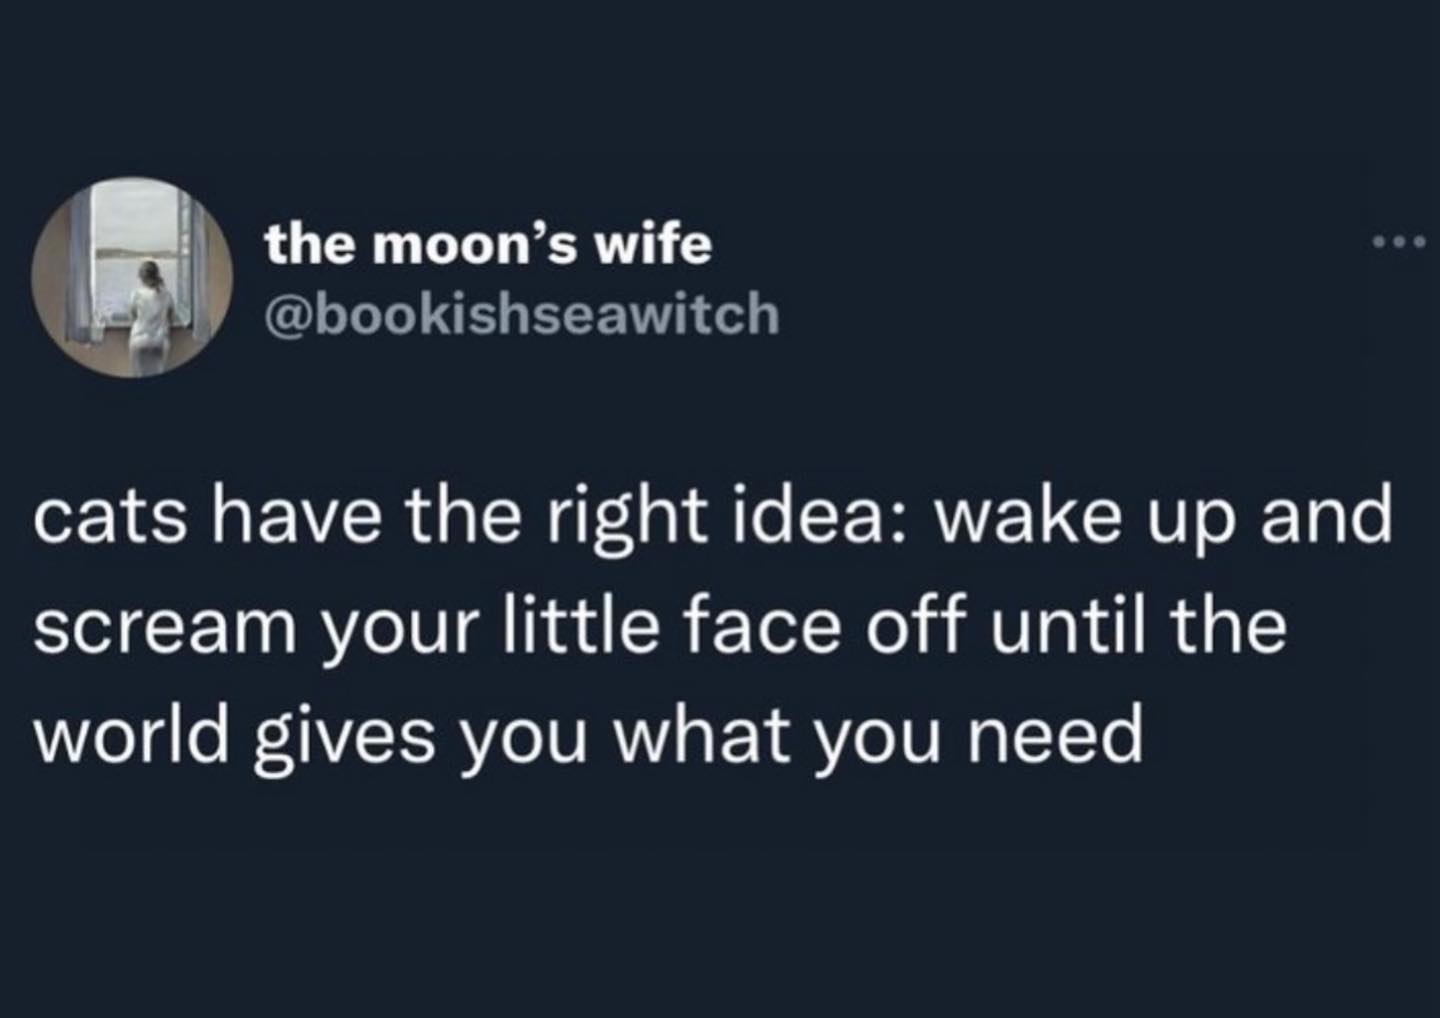 the moon’s wife
@bookishseawitch
cats have the right idea: wake up and
scream your little face off until the
world gives you what you need